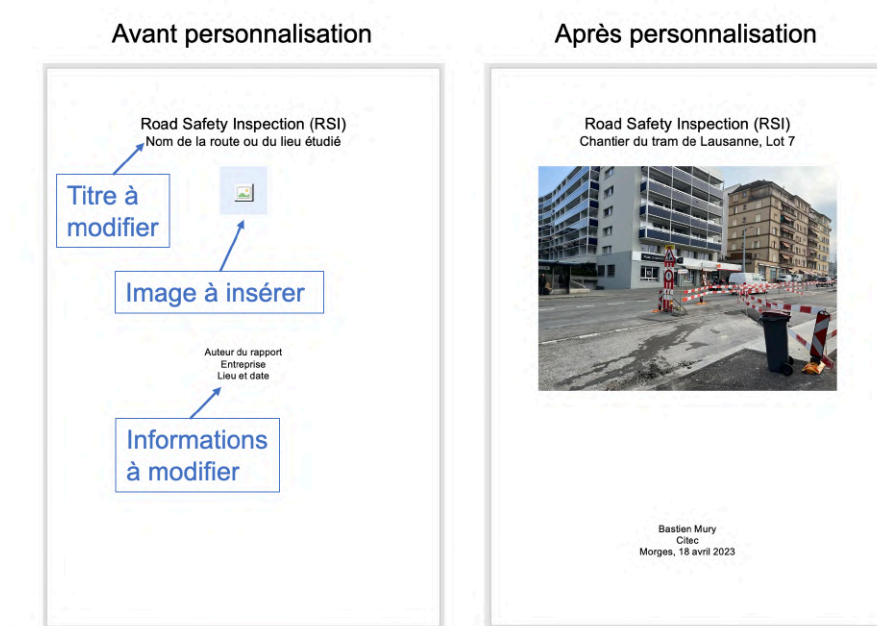 Avant personnalisation
Road Safety Inspection (RSI)
Nom de la route ou du lieu étudié
Titre à
modifier
Image à insérer
Auteur du rapport
Entreprise
Lieu et date
Informations
à modifier
Après personnalisation
Road Safety Inspection (RSI)
Chantier du tram de Lausanne, Lot 7
Bastien Mury
Citec
Morges, 18 avril 2023